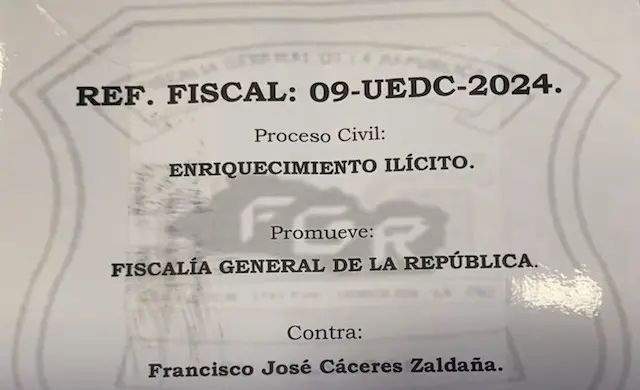 REF. FISCAL: 09-UEDC-2024.
Proceso Civil:
ENRIQUECIMIENTO ILÍCITO.
FGR
Promueve:
FISCALÍA GENERAL DE LA REPÚBLICA.
Contra:
Francisco José Cáceres Zaldaña.